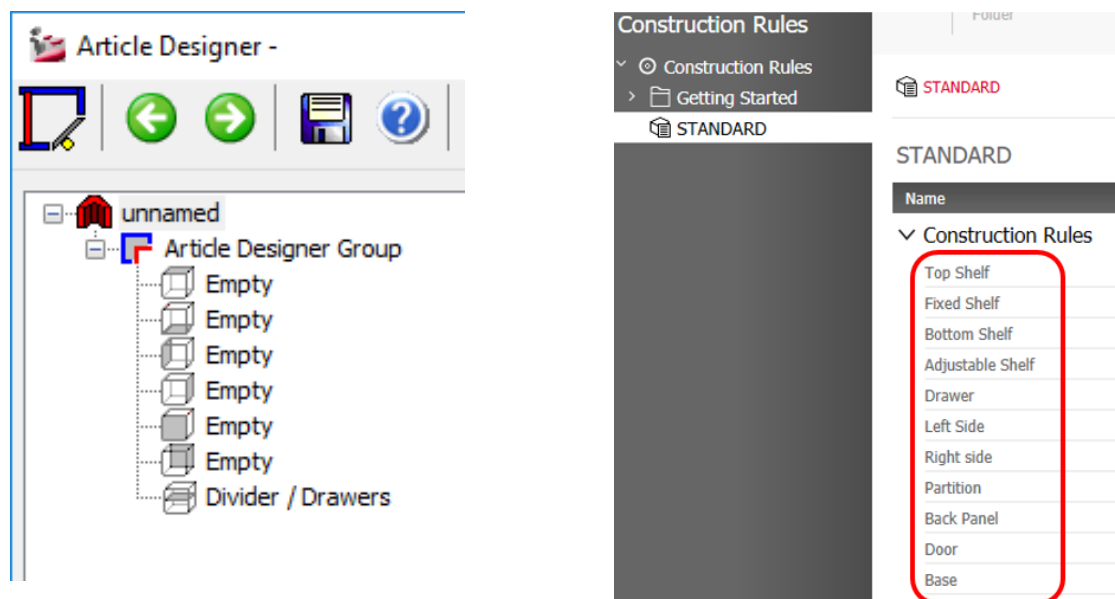 Article Designer -
unnamed
Article Designer Group
Empty
Empty
Empty
Empty
Empty
Empty
Divider / Drawers
Construction Rules
Construction Rules
Getting Started
STANDARD
Folder
STANDARD
STANDARD
Name
Construction Rules
Top Shelf
Fixed Shelf
Bottom Shelf
Adjustable Shelf
Drawer
Left Side
Right side
Partition
Back Panel
Door
Base